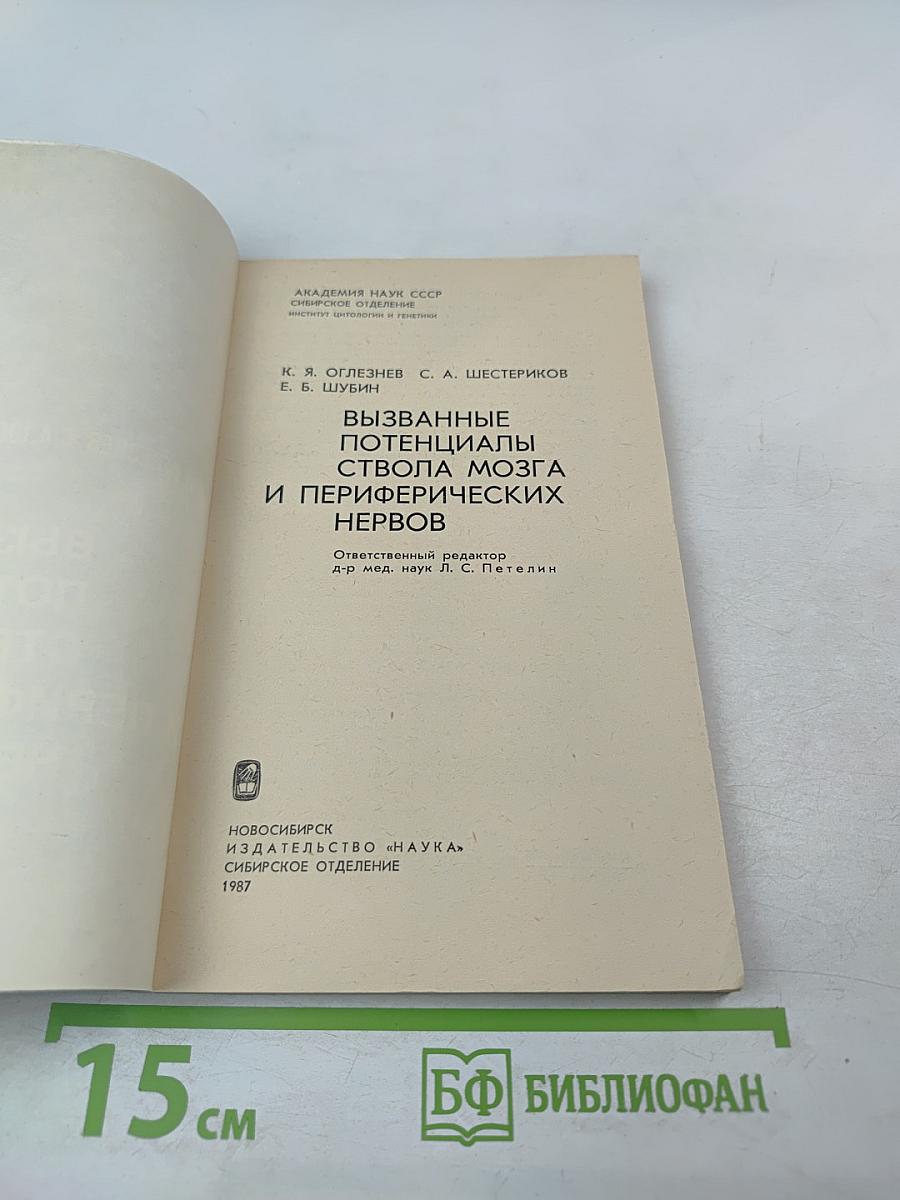 АКАДЕМИЯ НАУК СССР
СИБИРСКОЕ ОТДЕЛЕНИЕ
ИНСТИТУТ ЦИТОЛОГИИ И ГЕНЕТИКИ
К. Я. ОГЛЕЗНЕВ С. А. ШЕСТЕРИКОВ
Е. Б. ШУБИН
ВЫЗВАННЫЕ
ПОТЕНЦИАЛЫ
СТВОЛА МОЗГА
И ПЕРИФЕРИЧЕСКИХ
НЕРВОВ
Ответственный редактор
д-р мед. наук Л. С. Петелин
НОВОСИБИРСК
ИЗДАТЕЛЬСТВО «НАУКА»
СИБИРСКОЕ ОТДЕЛЕНИЕ
1987
15 см
БФ БИБЛИОФАН